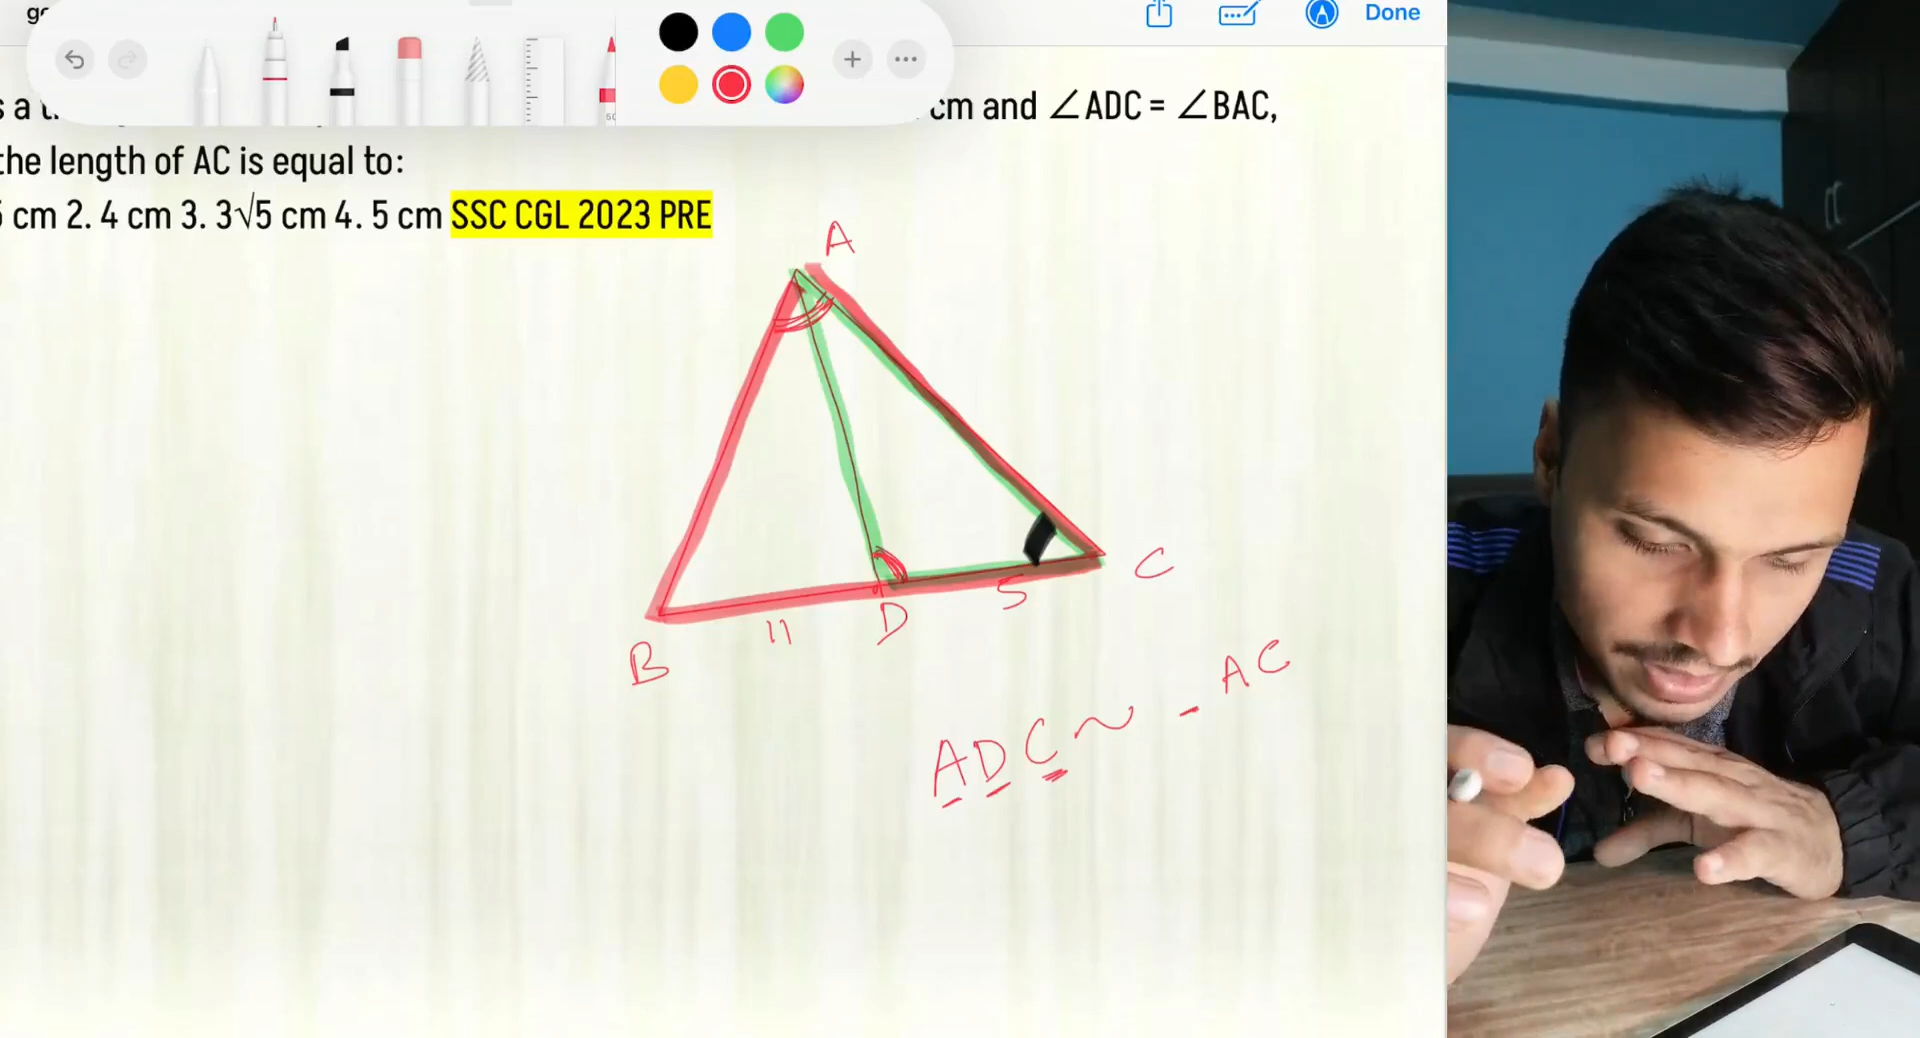 Done
s a cm and ∠ADC = ∠BAC,
the length of AC is equal to:
cm 2. 4 cm 3. 3√5 cm 4. 5 cm SSC CGL 2023 PRE
A
C
5
11 D
B
ADC ~ - AC